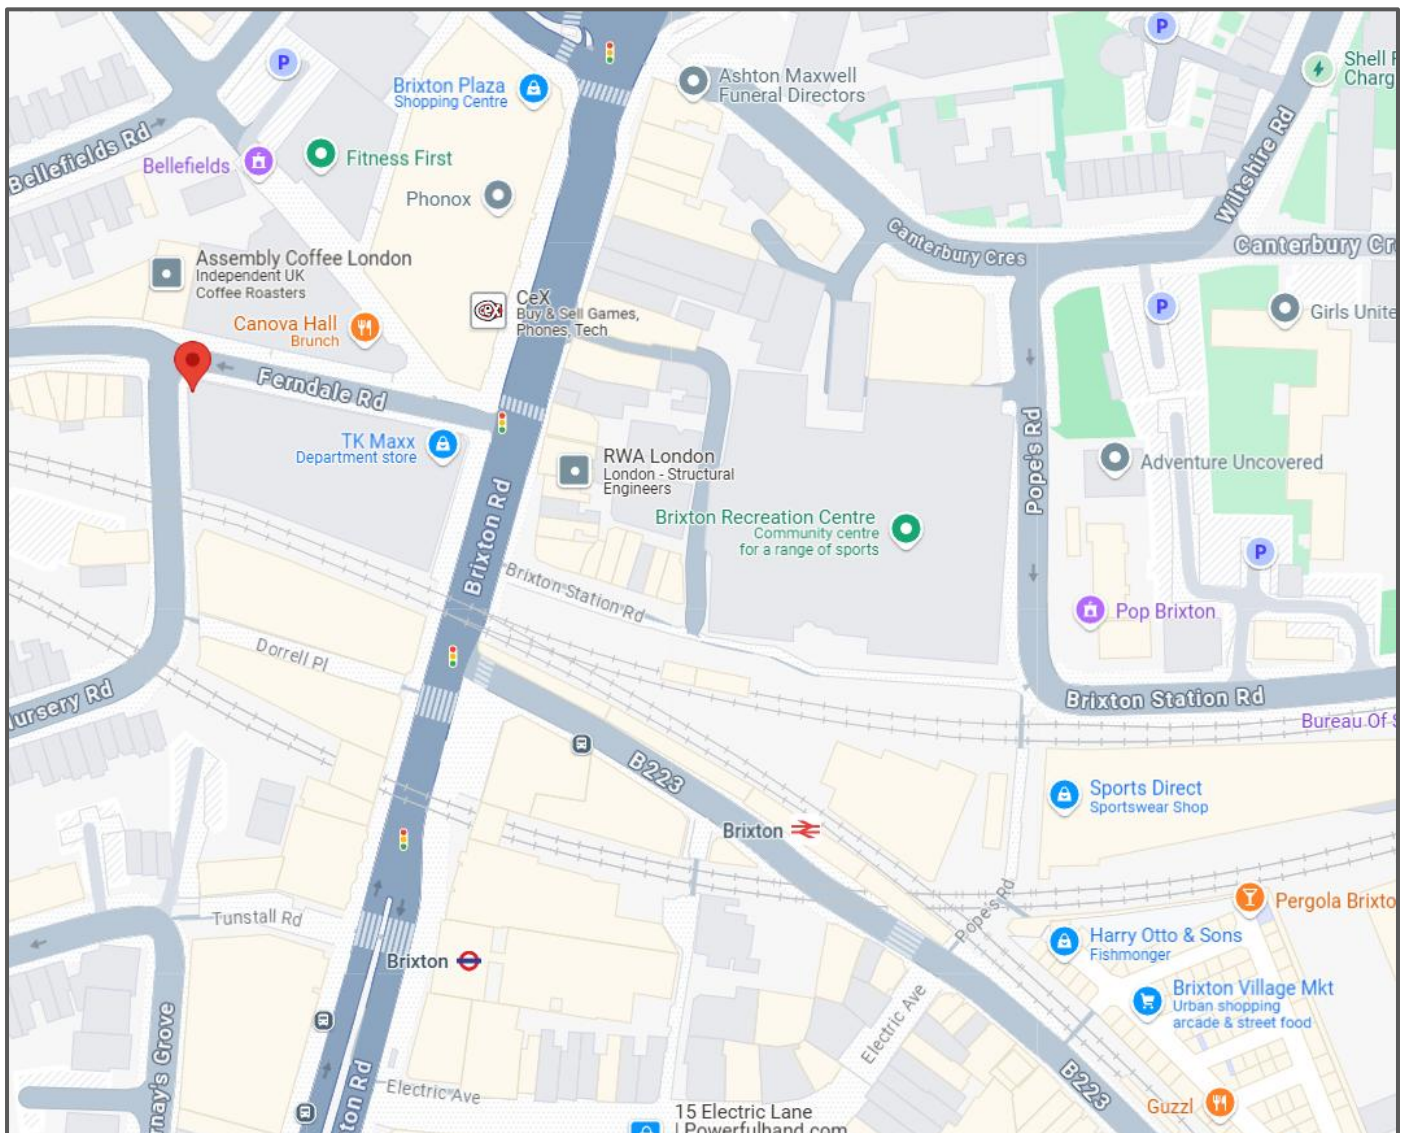 P
Brixton Plaza
Shopping Centre
P
Ashton Maxwell
Funeral Directors
Shell
Charg
Bellefields Rd
Bellefields
Fitness First
Phonox
Wiltshire Rd
Canterbury Cres
Canterbury Cr
Assembly Coffee London
Independent UK
Coffee Roasters
CeX
Buy & Sell Games,
Phones, Tech
P
Girls Unite
Canova Hall
Brunch
Ferndale Rd
TK Maxx
Department store
RWA London
London - Structural
Engineers
Pope's Rd
Adventure Uncovered
Brixton Rd
Brixton Recreation Centre
Community centre
for a range of sports
P
Brixton Station Rd
Pop Brixton
Dorrell Pl
ursery Rd
Brixton Station Rd
Bureau Of
B223
Sports Direct
Sportswear Shop
Brixton
Pope's Rd
Pergola Brixto
Tunstall Rd
Harry Otto & Sons
Fishmonger
Brixton
Brixton Village Mkt
Urban shopping
arcade & street food
Electric Ave
rnay's Grove
ton Rd
Electric Ave
B223
Guzzl
15 Electric Lane
| Powerfulhand.com